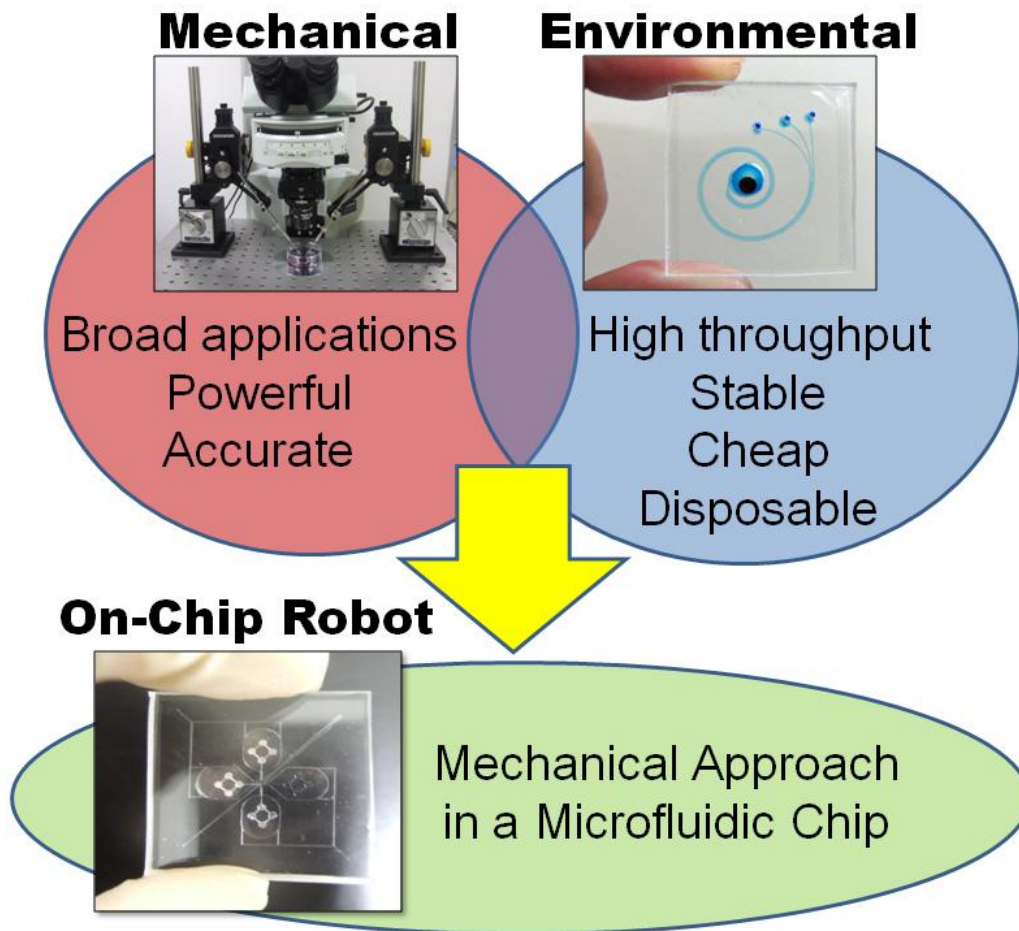 Mechanical
Environmental
Broad applications
Powerful
Accurate
High throughput
Stable
Cheap
Disposable
On-Chip Robot
Mechanical Approach
in a Microfluidic Chip